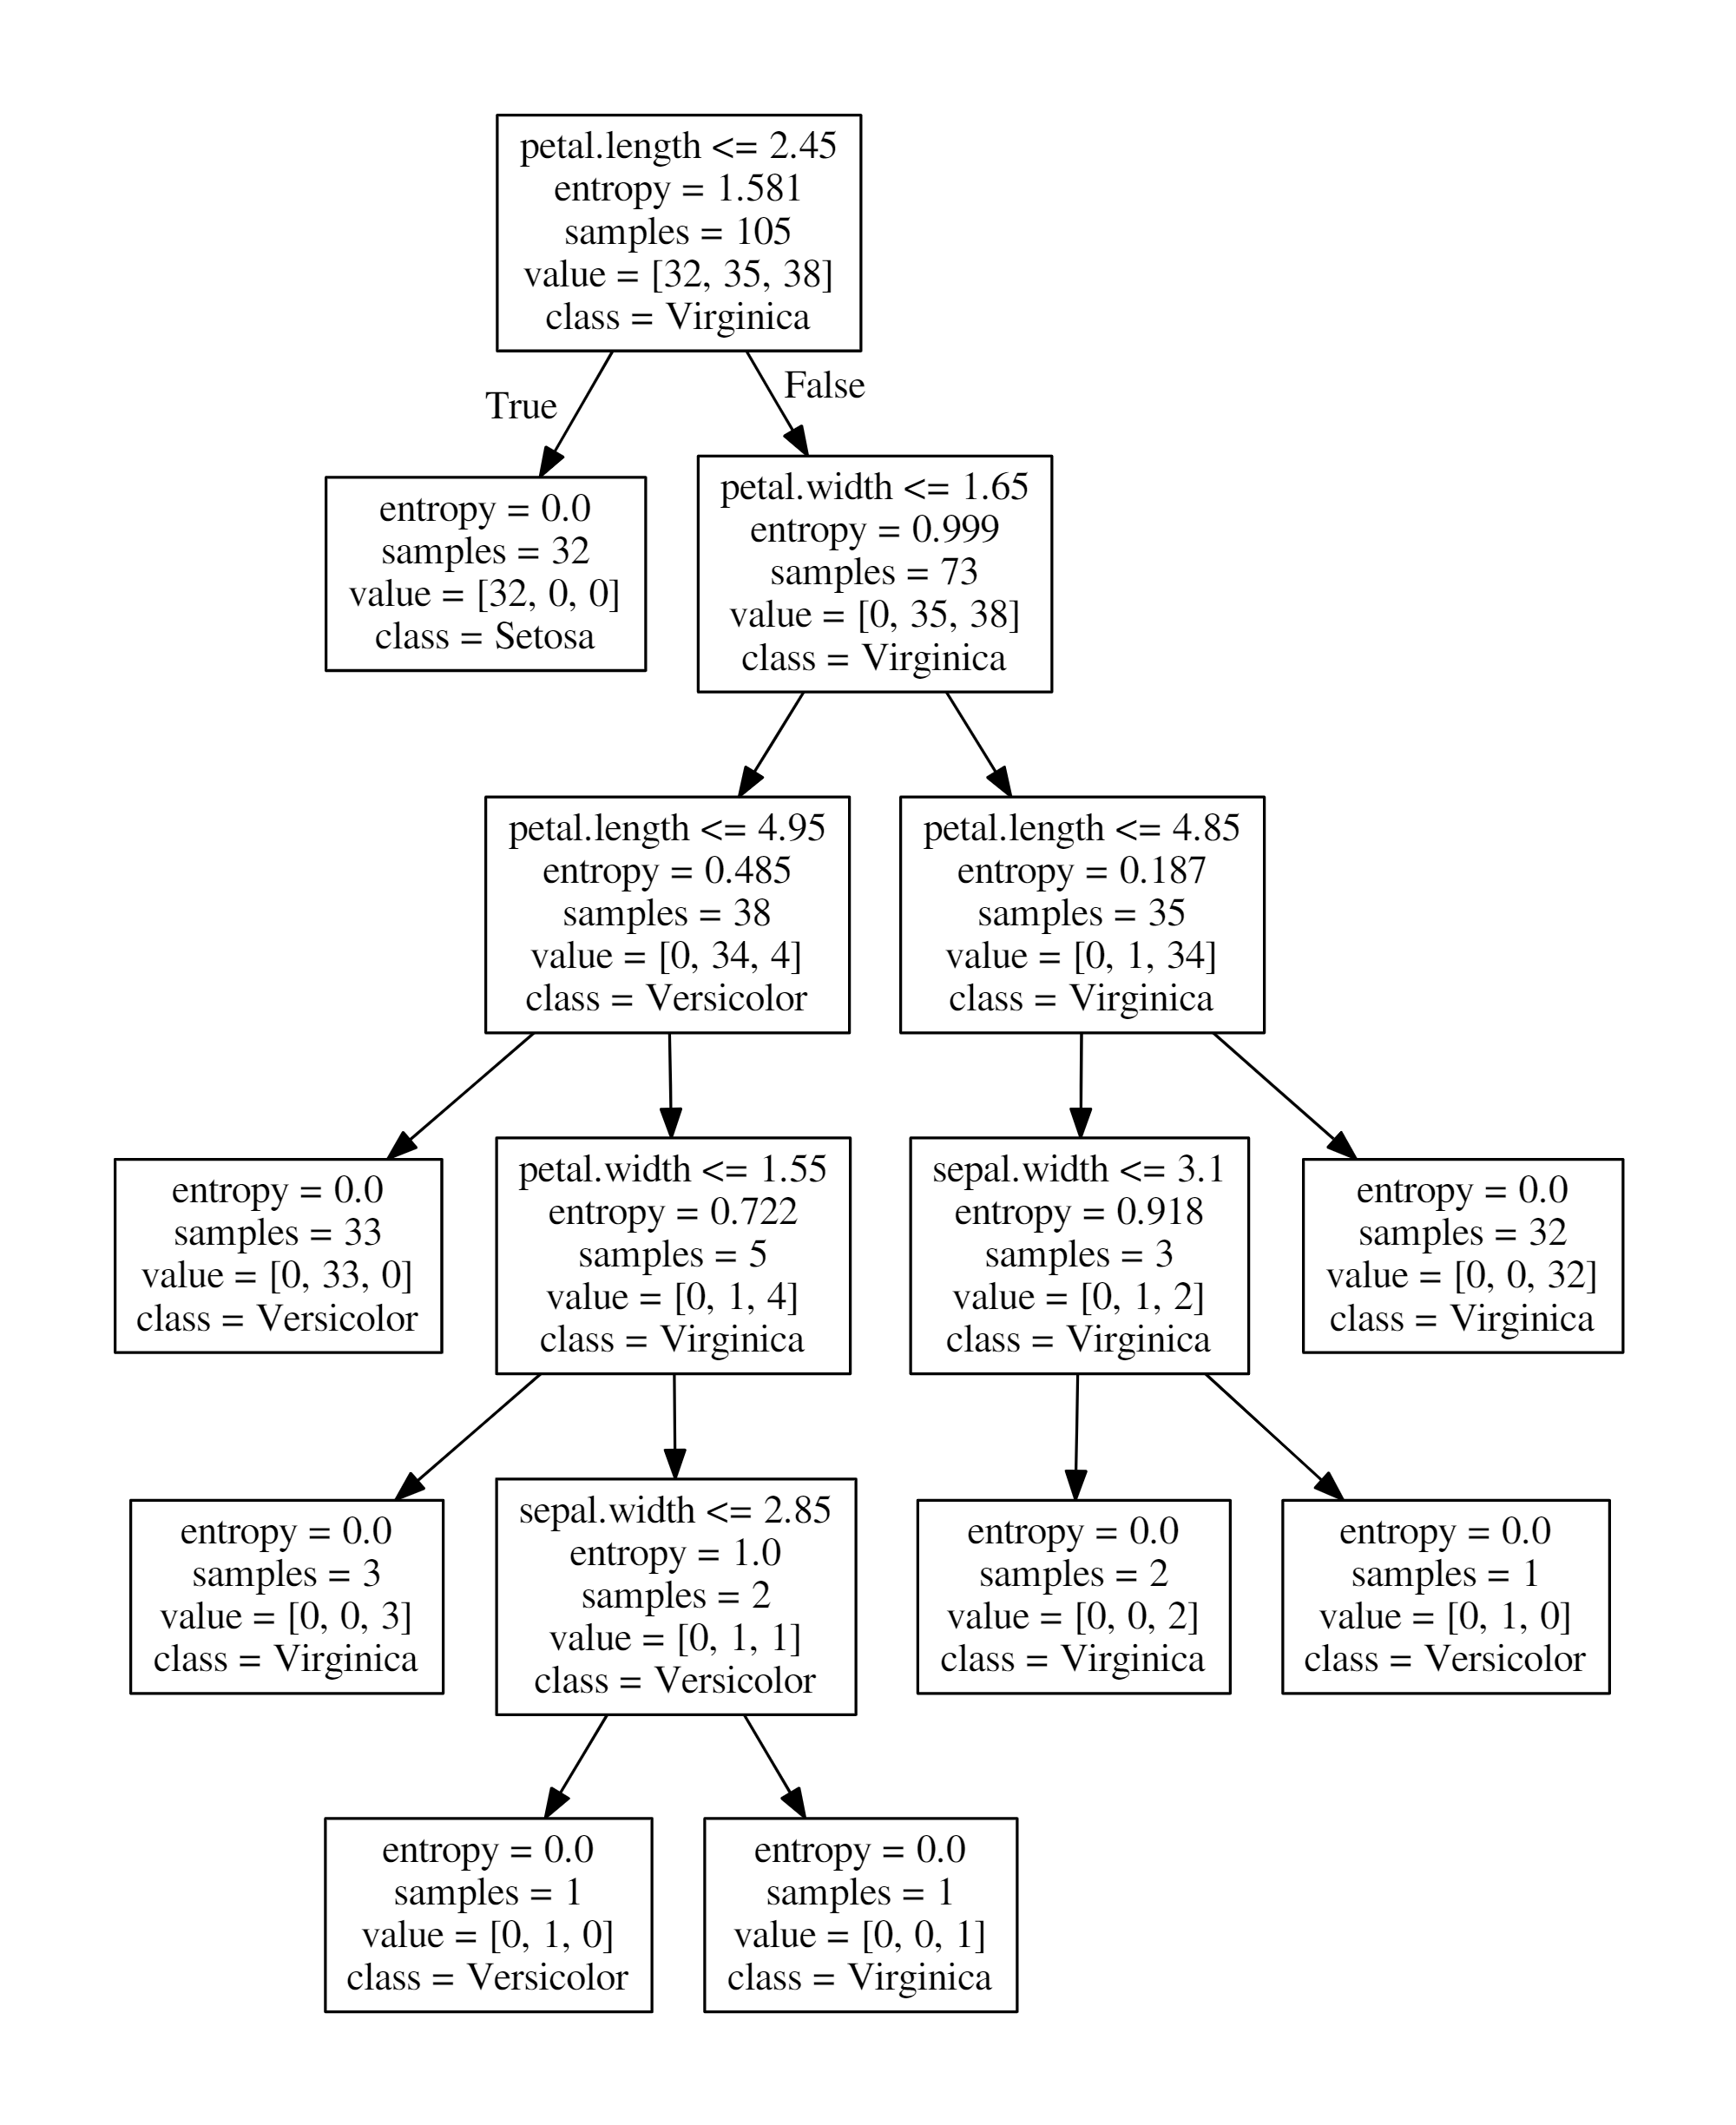 petal.length <= 2.45
entropy = 1.581
samples = 105
value = [32, 35, 38]
class = Virginica
True
False
entropy = 0.0
samples = 32
value = [32, 0, 0]
class = Setosa
petal.width <= 1.65
entropy = 0.999
samples = 73
value = [0, 35, 38]
class = Virginica
petal.length <= 4.95
entropy = 0.485
samples = 38
value = [0, 34, 4]
class = Versicolor
petal.length <= 4.85
entropy = 0.187
samples = 35
value = [0, 1, 34]
class = Virginica
entropy = 0.0
samples = 33
value = [0, 33, 0]
class = Versicolor
petal.width <= 1.55
entropy = 0.722
samples = 5
value = [0, 1, 4]
class = Virginica
sepal.width <= 3.1
entropy = 0.918
samples = 3
value = [0, 1, 2]
class = Virginica
entropy = 0.0
samples = 32
value = [0, 0, 32]
class = Virginica
entropy = 0.0
samples = 3
value = [0, 0, 3]
class = Virginica
sepal.width <= 2.85
entropy = 1.0
samples = 2
value = [0, 1, 1]
class = Versicolor
entropy = 0.0
samples = 2
value = [0, 0, 2]
class = Virginica
entropy = 0.0
samples = 1
value = [0, 1, 0]
class = Versicolor
entropy = 0.0
samples = 1
value = [0, 1, 0]
class = Versicolor
entropy = 0.0
samples = 1
value = [0, 0, 1]
class = Virginica